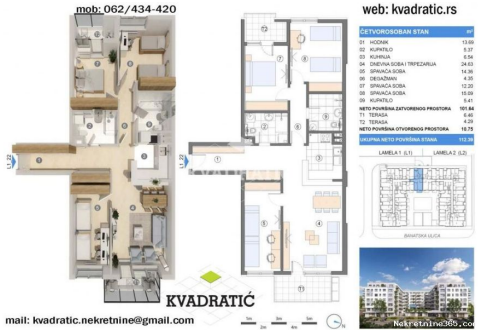 mob: 062/434-420
web: kvadratic.rs
ČETVOROSOBAN STAN m²
01 HODNIK 13.69
02 KUPATILO 5.37
03 KUHINJA 6.54
04 DNEVNA SOBA / TRPEZARIJA 24.63
05 SPAVAĆA SOBA 14.36
06 DEGAŽMAN 4.35
07 SPAVAĆA SOBA 12.20
08 SPAVAĆA SOBA 15.09
09 KUPATILO 5.41
NETO POVRŠINA ZATVORENOG PROSTORA 101.64
T1 TERASA 6.46
T2 TERASA 4.29
NETO POVRŠINA OTVORENOG PROSTORA 10.75
UKUPNA NETO POVRŠINA STANA 112.39
LAMELA 1 (L1) LAMELA 2 (L2)
BANATSKA ULICA
L1_22
L1_22
KVADRATIĆ
mail: kvadratic.nekretnine@gmail.com
Nekretnine365.com